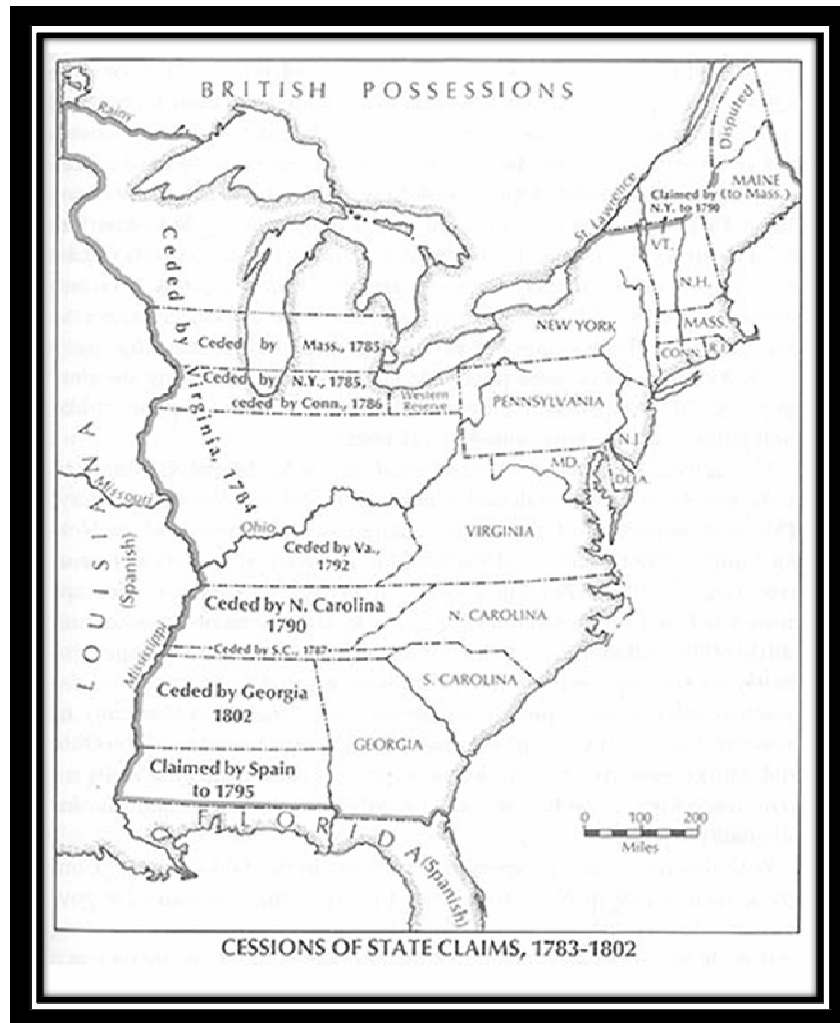 BRITISH POSSESSIONS
Rainy
Disputed
MAINE
(to Mass.)
Claimed by
N.Y. to 1790
St. Lawrence
VT.
N.H.
NEW YORK
MASS.
CONN.
R.I.
Ceded by Virginia, 1784
Ceded by Mass., 1785
Ceded by N.Y., 1785,
ceded by Conn., 1786
Western
Reserve
PENNSYLVANIA
N.J.
MD.
DELA.
LOUISIANA
(Spanish)
Missouri
Ohio
VIRGINIA
Ceded by Va.,
1792
Mississippi
Ceded by N. Carolina
1790
N. CAROLINA
Ceded by S.C., 1787
S. CAROLINA
Ceded by Georgia
1802
GEORGIA
Claimed by Spain
to 1795
FLORIDA (Spanish)
0 100 200
Miles
CESSIONS OF STATE CLAIMS, 1783-1802